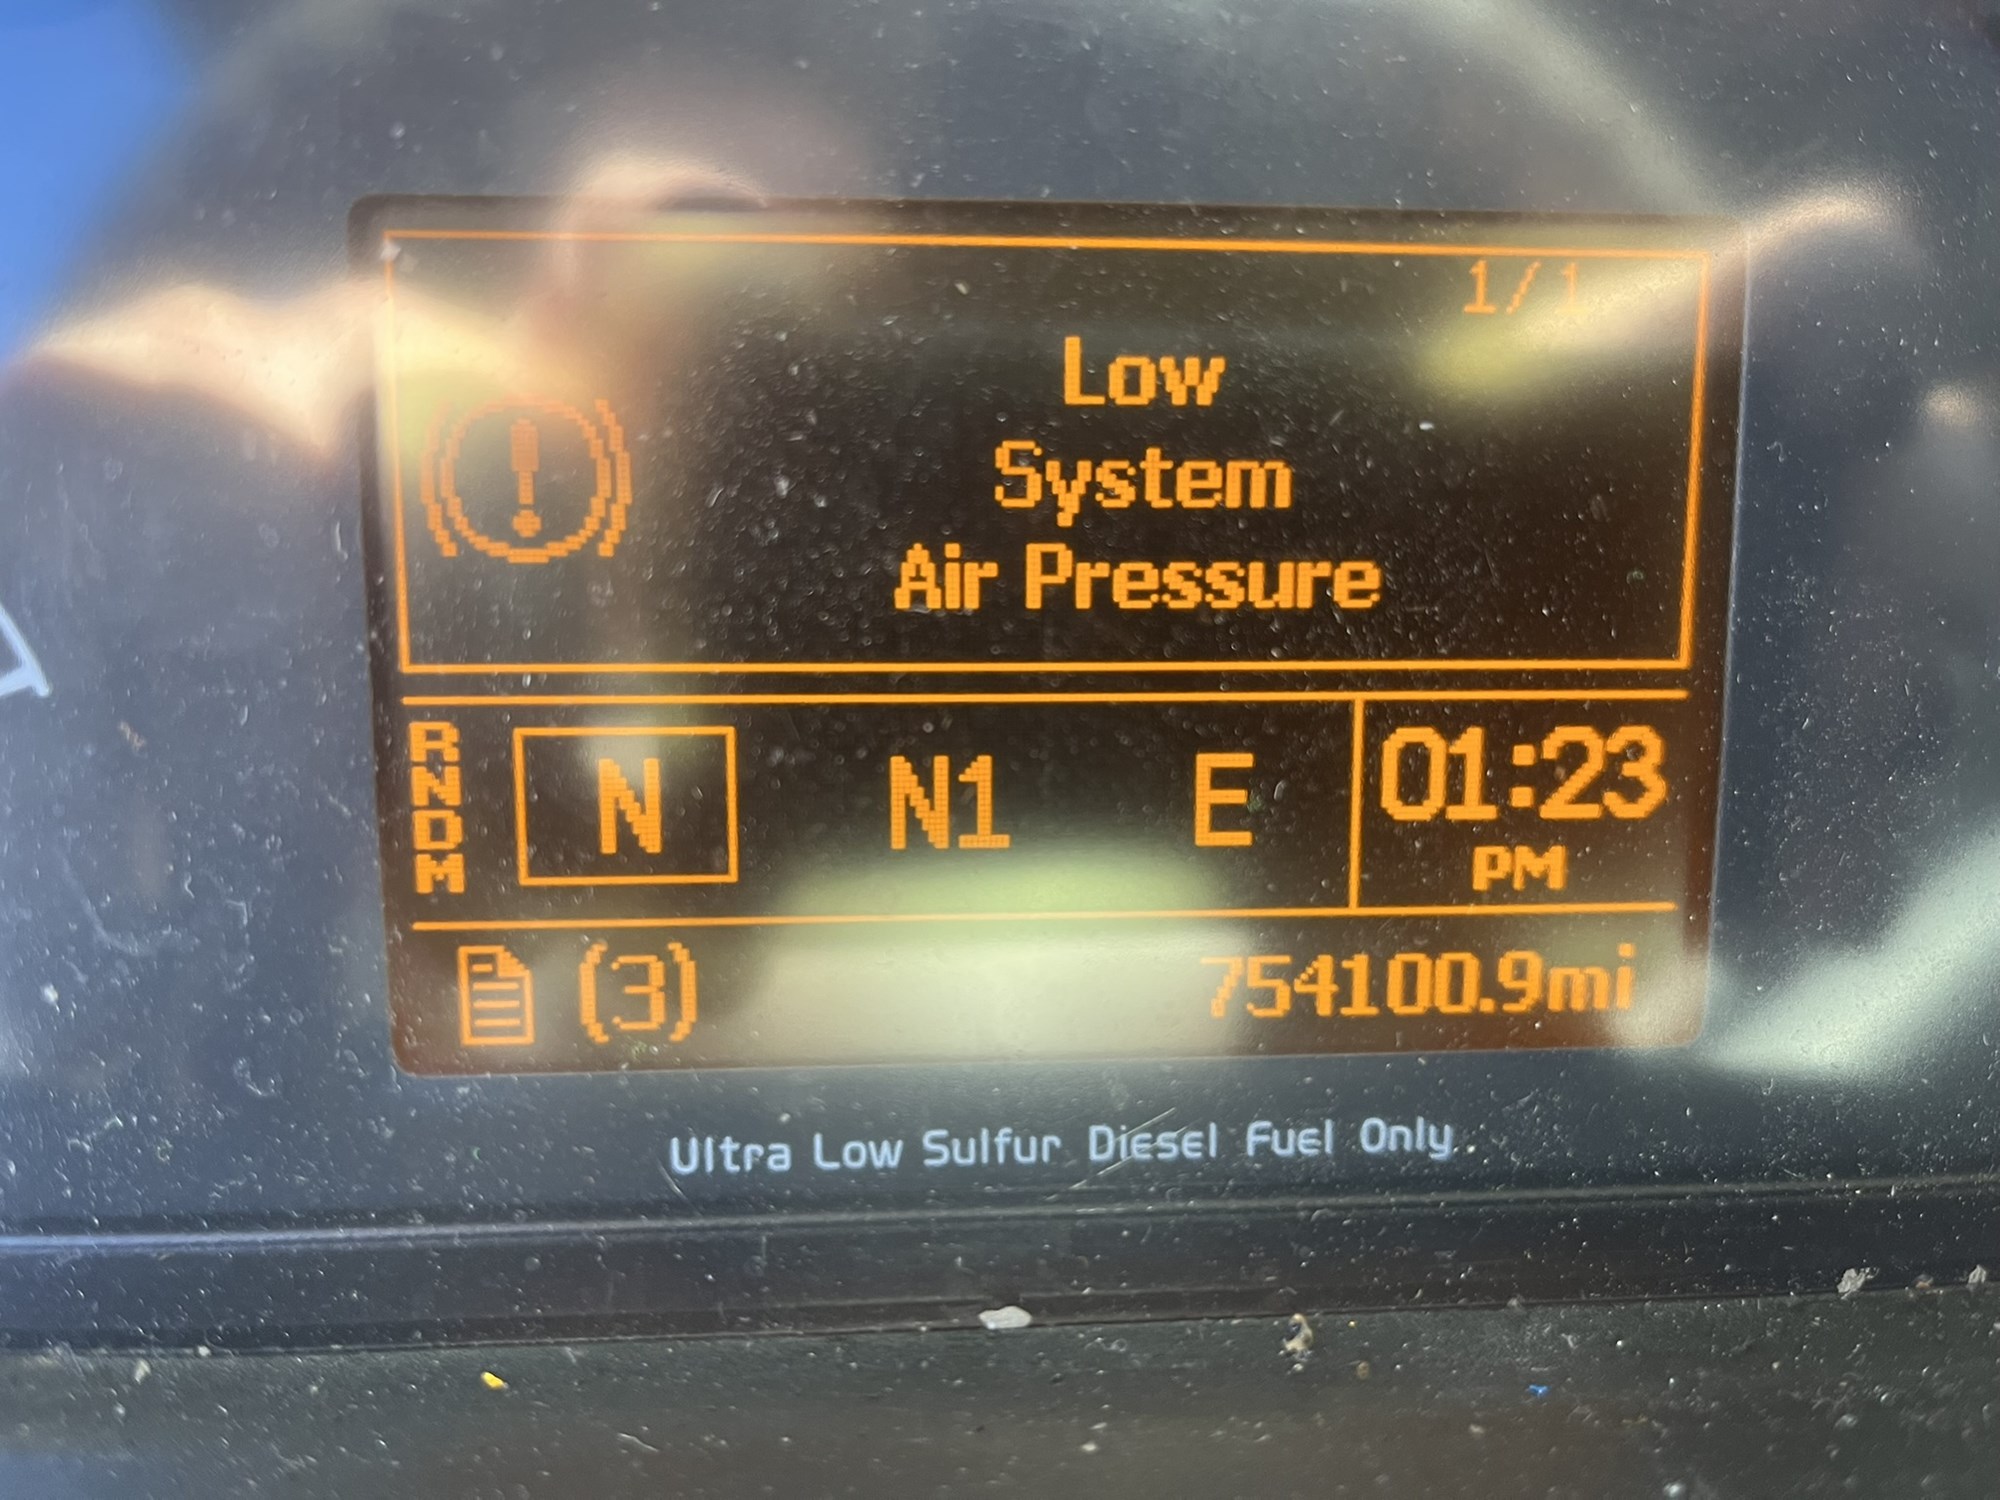 1/1
Low
System
Air Pressure
RNDM
N N1 E
01:23
PM
(3) 754100.9mi
Ultra Low Sulfur Diesel Fuel Only